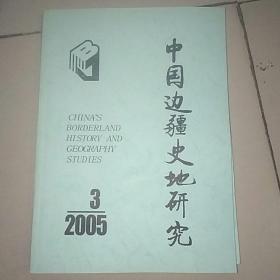 中国边疆史地研究
CHINA'S
BORDERLAND
HISTORY AND
GEOGRAPHY
STUDIES
3
2005